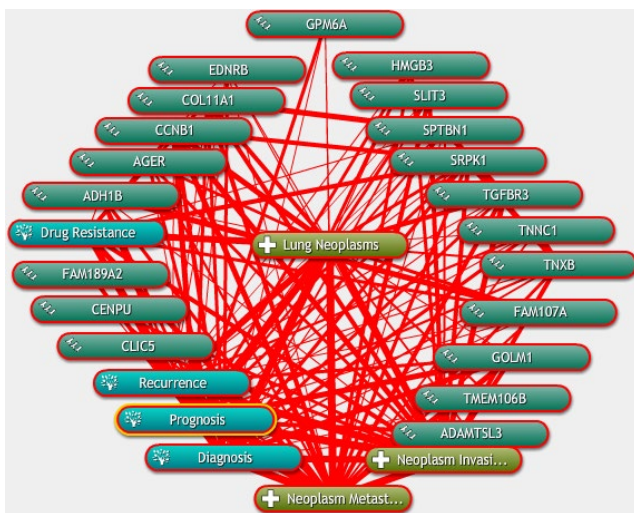 GPM6A
EDNRB
HMGB3
COL11A1
SLIT3
CCNB1
SPTBN1
AGER
SRPK1
ADH1B
TGFBR3
Drug Resistance
TNNC1
Lung Neoplasms
TNXB
FAM189A2
CENPU
FAM107A
CLIC5
GOLM1
Recurrence
TMEM106B
Prognosis
ADAMTSL3
Diagnosis
Neoplasm Invasi...
Neoplasm Metast...